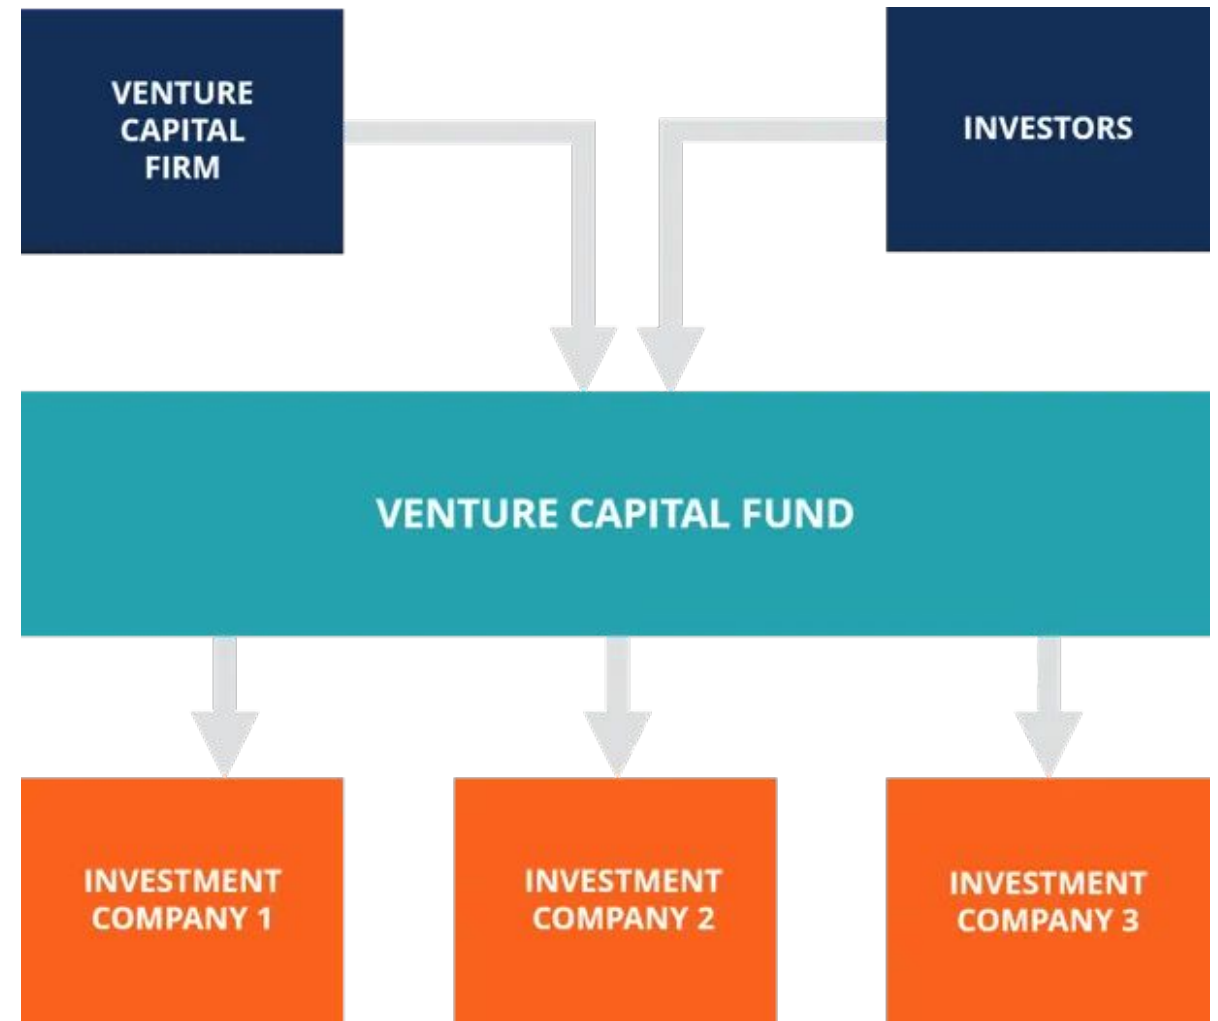 VENTURE
CAPITAL
FIRM
INVESTORS
VENTURE CAPITAL FUND
INVESTMENT
COMPANY 1
INVESTMENT
COMPANY 2
INVESTMENT
COMPANY 3